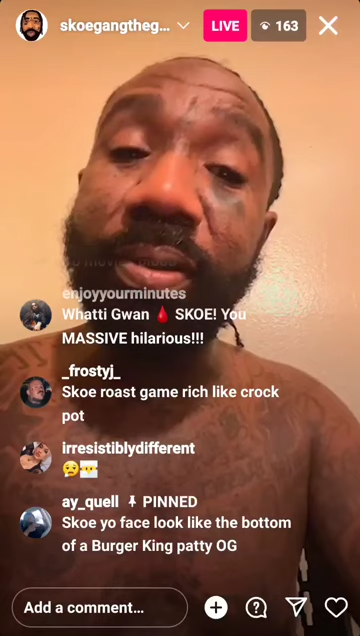 skoegangtheg...
LIVE
163
enjoyyourminutes
Whatti Gwan 🩸 SKOE! You
MASSIVE hilarious!!!
_frostyj_
Skoe roast game rich like crock
pot
irresistiblydifferent
😢😶‍🌫️
ay_quell PINNED
Skoe yo face look like the bottom
of a Burger King patty OG
Add a comment...